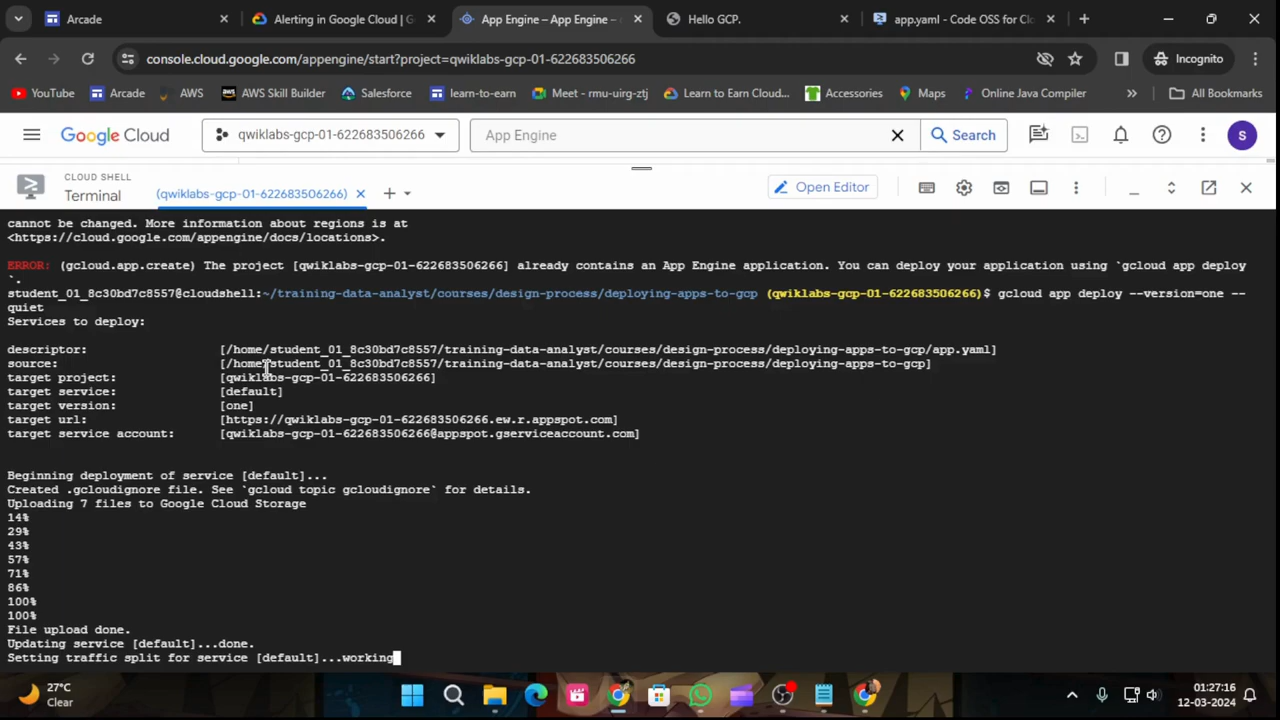 Arcade
Alerting in Google Cloud | G
App Engine – App Engine –
Hello GCP.
app.yaml - Code OSS for Cl
console.cloud.google.com/appengine/start?project=qwiklabs-gcp-01-622683506266
Incognito
YouTube
Arcade
AWS
AWS Skill Builder
Salesforce
learn-to-earn
Meet - rmu-uirg-ztj
Learn to Earn Cloud...
Accessories
Maps
Online Java Compiler
All Bookmarks
Google Cloud
qwiklabs-gcp-01-622683506266
App Engine
Search
S
CLOUD SHELL
Terminal
(qwiklabs-gcp-01-622683506266)
Open Editor
cannot be changed. More information about regions is at
<https://cloud.google.com/appengine/docs/locations>.
ERROR: (gcloud.app.create) The project [qwiklabs-gcp-01-622683506266] already contains an App Engine application. You can deploy your application using `gcloud app deploy
`.
student_01_8c30bd7c8557@cloudshell:~/training-data-analyst/courses/design-process/deploying-apps-to-gcp (qwiklabs-gcp-01-622683506266)$ gcloud app deploy --version=one --
quiet
Services to deploy:
descriptor: [/home/student_01_8c30bd7c8557/training-data-analyst/courses/design-process/deploying-apps-to-gcp/app.yaml]
source: [/home/student_01_8c30bd7c8557/training-data-analyst/courses/design-process/deploying-apps-to-gcp]
target project: [qwiklabs-gcp-01-622683506266]
target service: [default]
target version: [one]
target url: [https://qwiklabs-gcp-01-622683506266.ew.r.appspot.com]
target service account: [qwiklabs-gcp-01-622683506266@appspot.gserviceaccount.com]
Beginning deployment of service [default]...
Created .gcloudignore file. See `gcloud topic gcloudignore` for details.
Uploading 7 files to Google Cloud Storage
14%
29%
43%
57%
71%
86%
100%
100%
File upload done.
Updating service [default]...done.
Setting traffic split for service [default]...working
27°C
Clear
01:27:16
12-03-2024